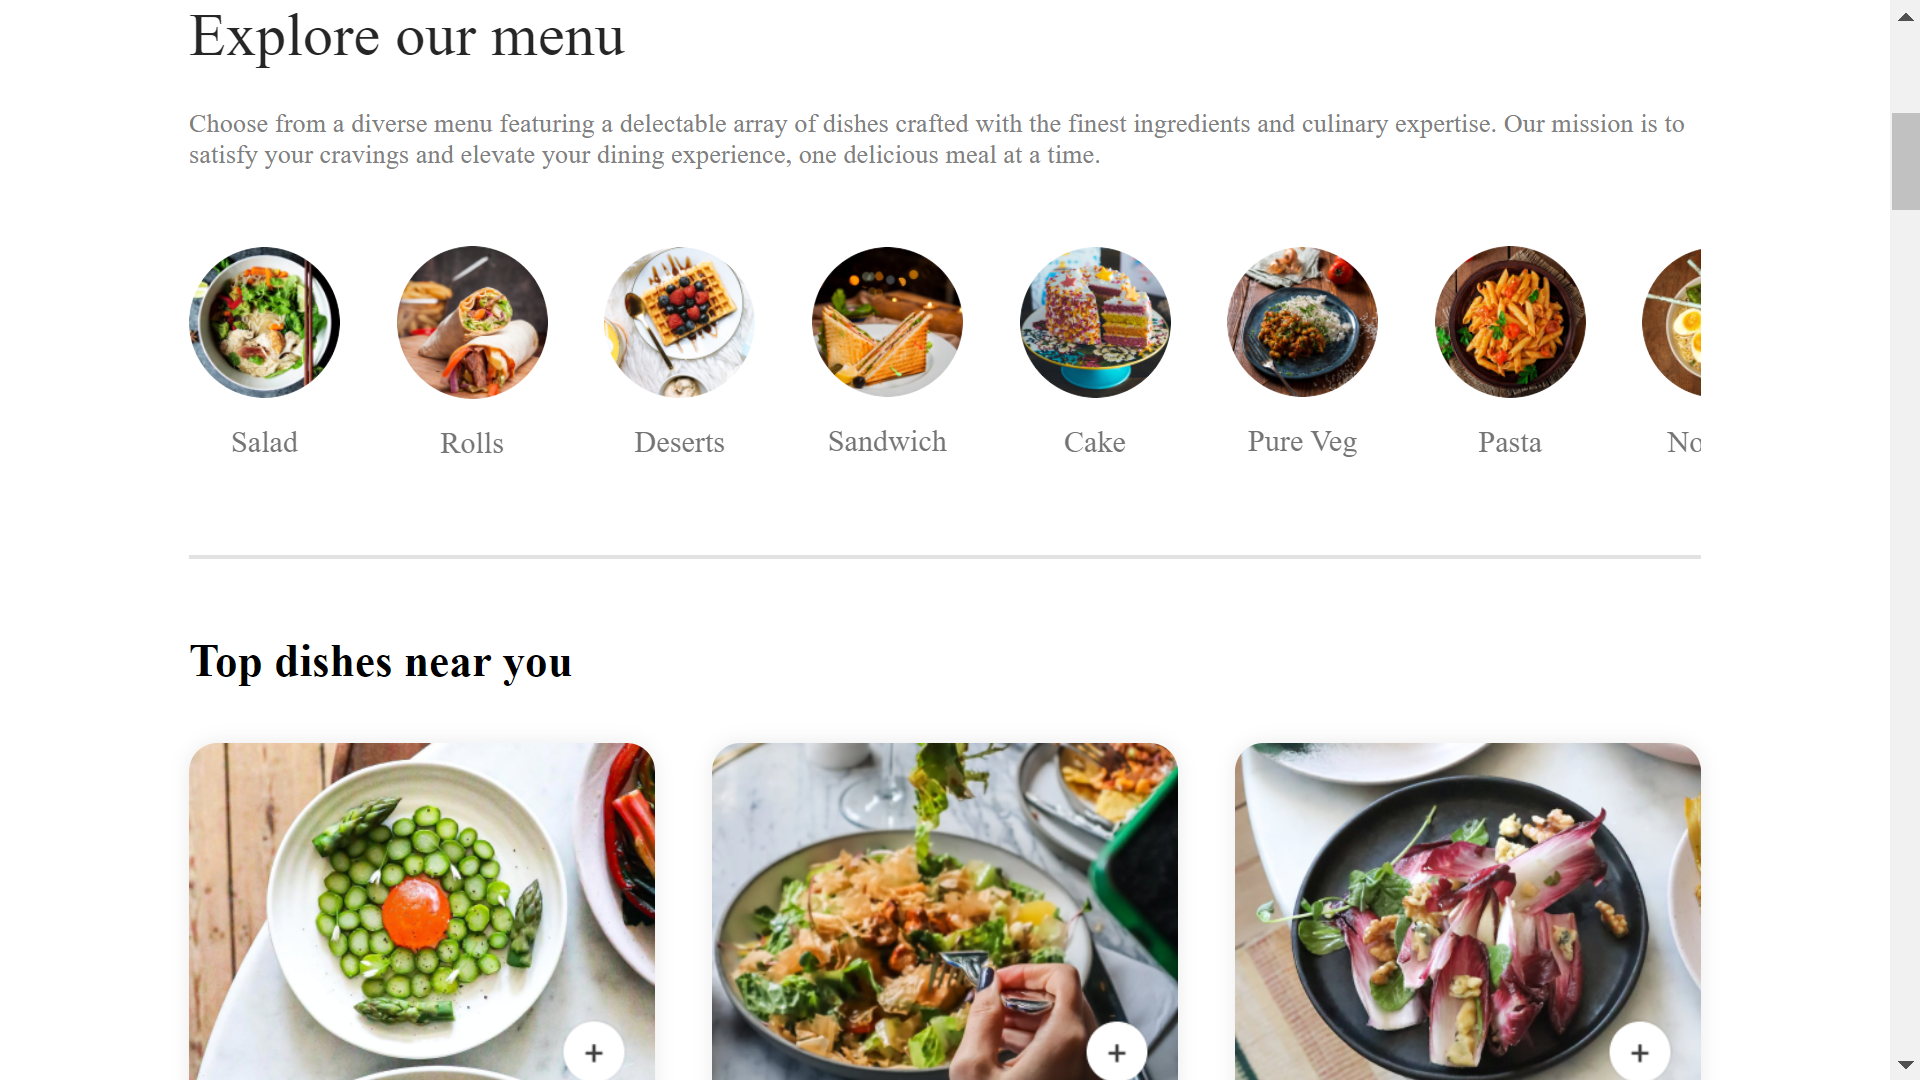 Explore our menu
Choose from a diverse menu featuring a delectable array of dishes crafted with the finest ingredients and culinary expertise. Our mission is to
satisfy your cravings and elevate your dining experience, one delicious meal at a time.
Salad
Rolls
Deserts
Sandwich
Cake
Pure Veg
Pasta
No
Top dishes near you
+
+
+